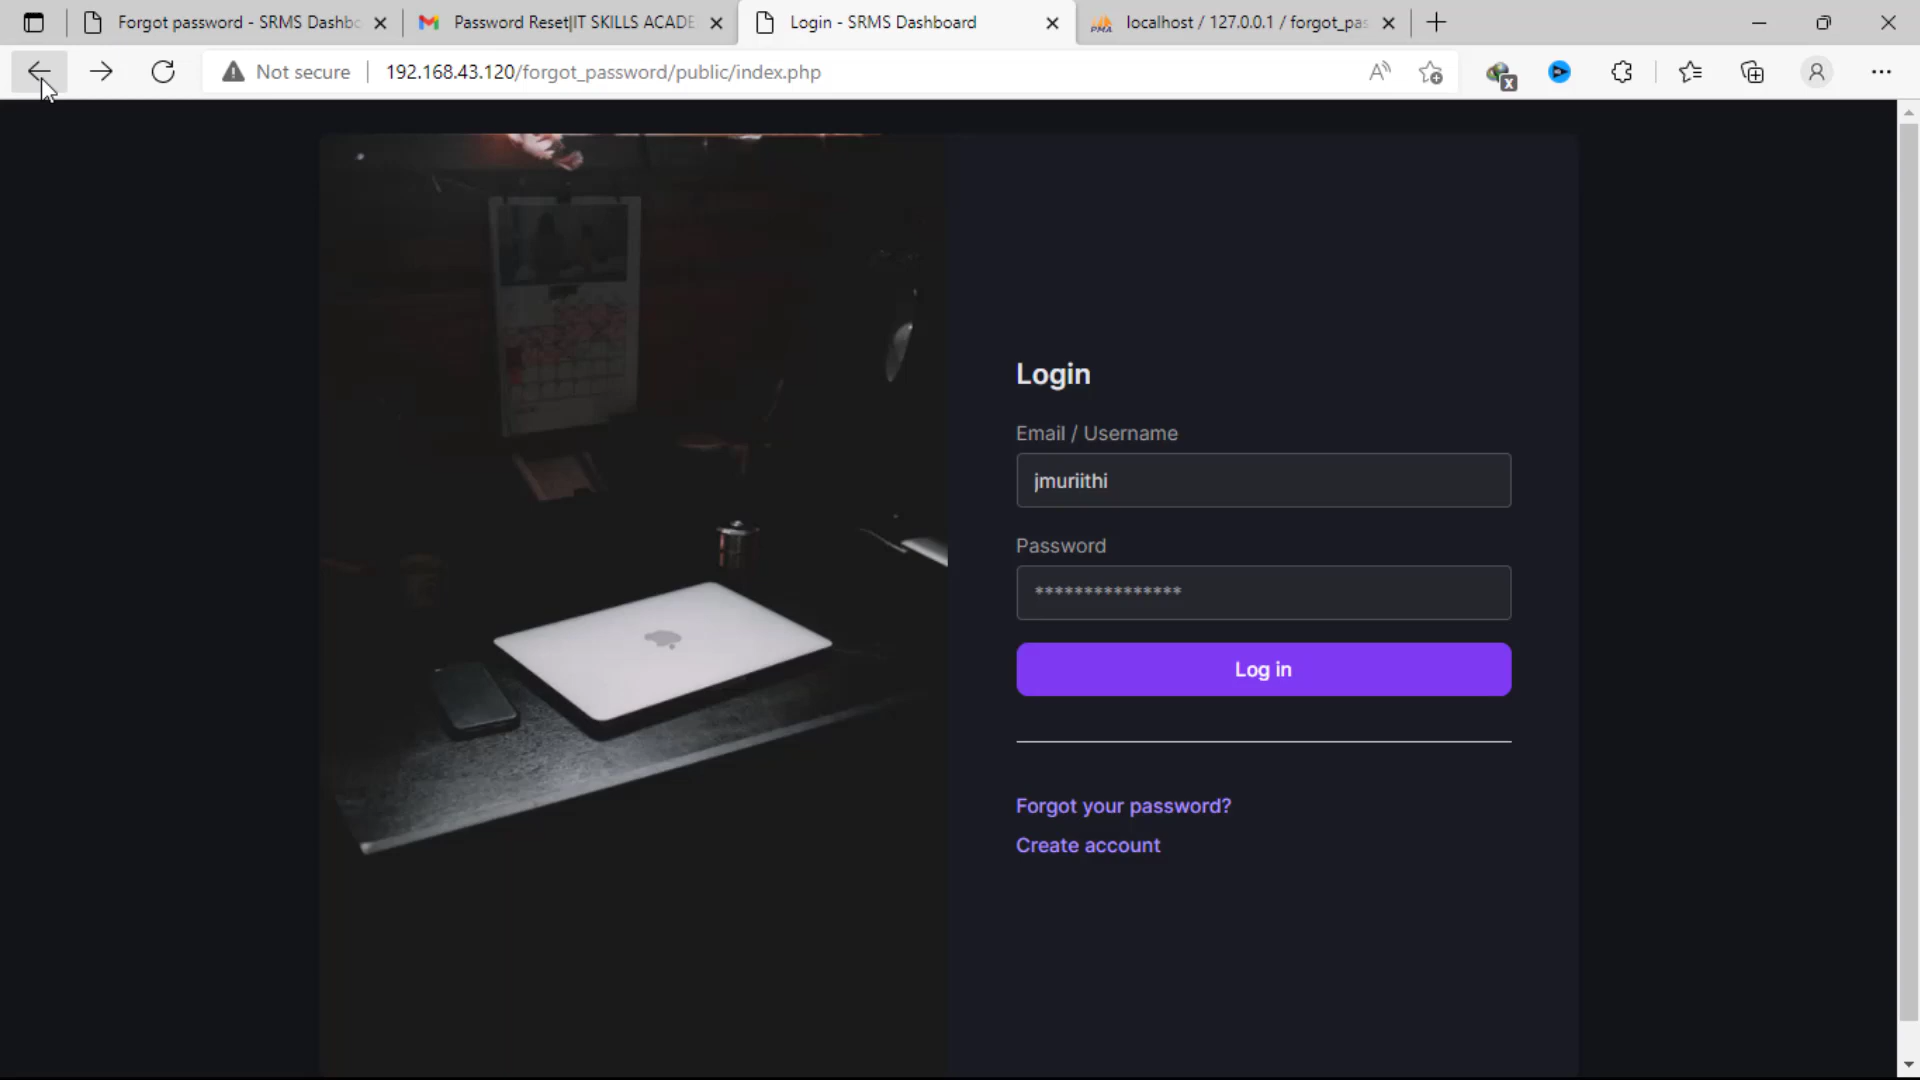 Forgot password - SRMS Dashbo
Password Reset|IT SKILLS ACADE
Login - SRMS Dashboard
localhost / 127.0.0.1 / forgot_pas
Not secure
192.168.43.120/forgot_password/public/index.php
Login
Email / Username
jmuriithi
Password
***************
Log in
Forgot your password?
Create account